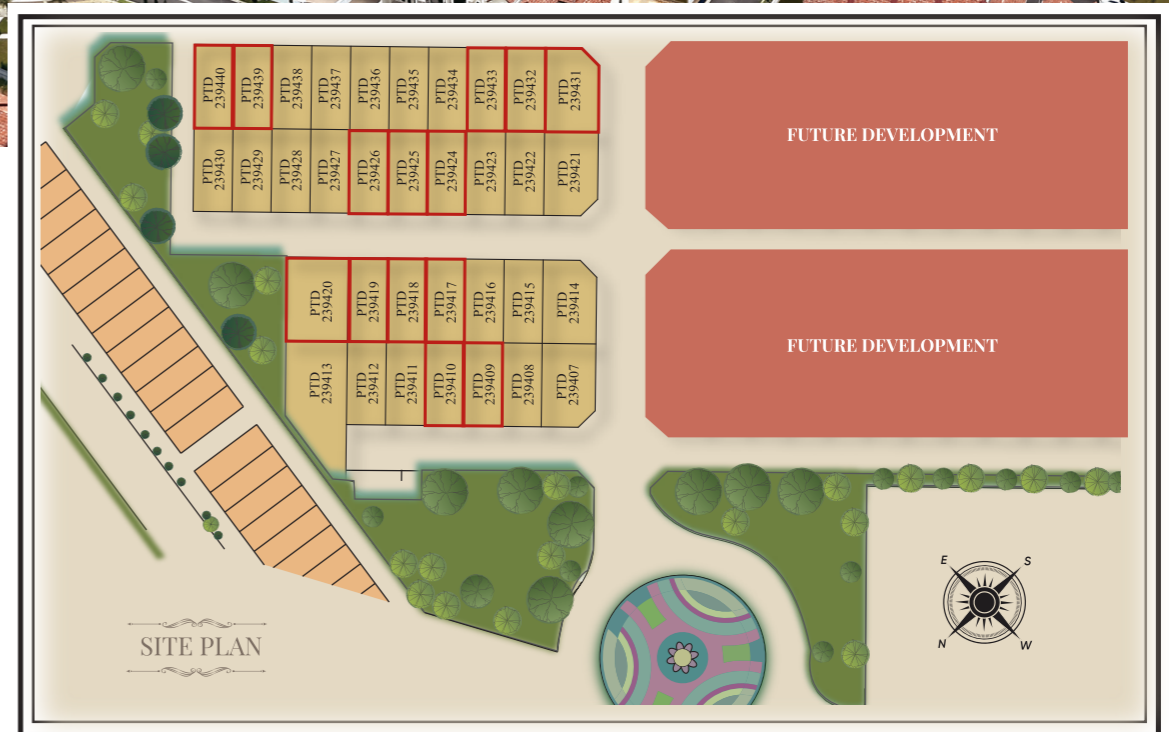 PTD
239440
PTD
239439
PTD
239438
PTD
239437
PTD
239436
PTD
239435
PTD
239434
PTD
239433
PTD
239432
PTD
239431
FUTURE DEVELOPMENT
PTD
239430
PTD
239429
PTD
239428
PTD
239427
PTD
239426
PTD
239425
PTD
239424
PTD
239423
PTD
239422
PTD
239421
PTD
239420
PTD
239419
PTD
239418
PTD
239417
PTD
239416
PTD
239415
PTD
239414
FUTURE DEVELOPMENT
PTD
239413
PTD
239412
PTD
239411
PTD
239410
PTD
239409
PTD
239408
PTD
239407
E
S
N
W
SITE PLAN